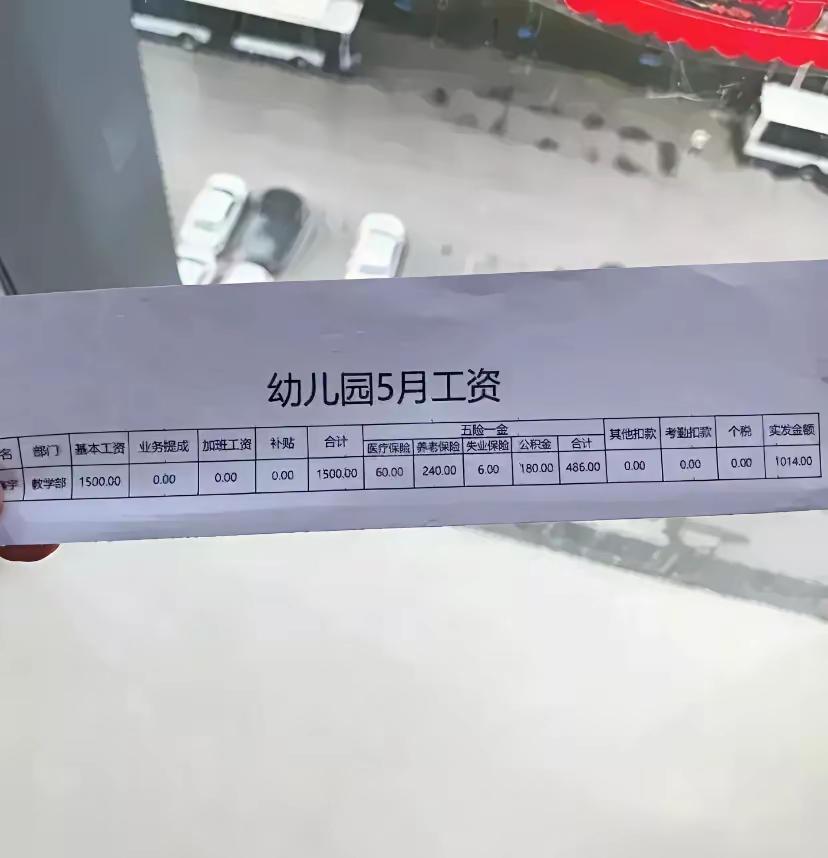 幼儿园5月工资
名 部门 基本工资 业务提成 加班工资 补贴 合计 五险一金 其他扣款 考勤扣款 个税 实发金额
医疗保险 养老保险 失业保险 公积金 合计
宇 教学部 1500.00 0.00 0.00 0.00 1500.00 60.00 240.00 6.00 180.00 486.00 0.00 0.00 0.00 1014.00